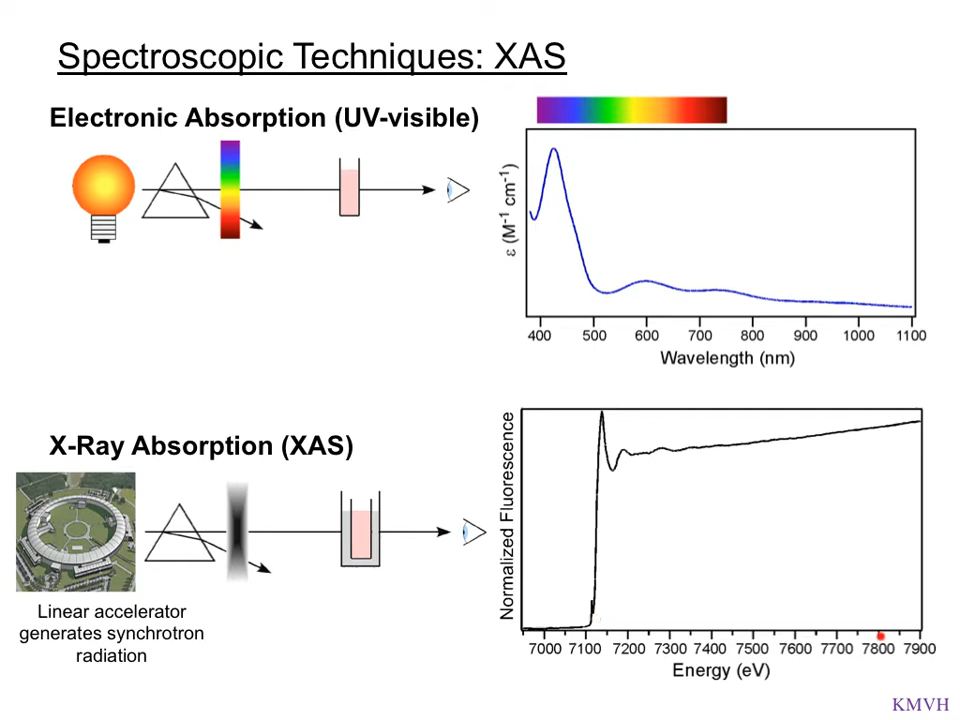 Spectroscopic Techniques: XAS
Electronic Absorption (UV-visible)
ε (M⁻¹ cm⁻¹)
400 500 600 700 800 900 1000 1100
Wavelength (nm)
X-Ray Absorption (XAS)
Linear accelerator
generates synchrotron
radiation
Normalized Fluorescence
7000 7100 7200 7300 7400 7500 7600 7700 7800 7900
Energy (eV)
KMVH